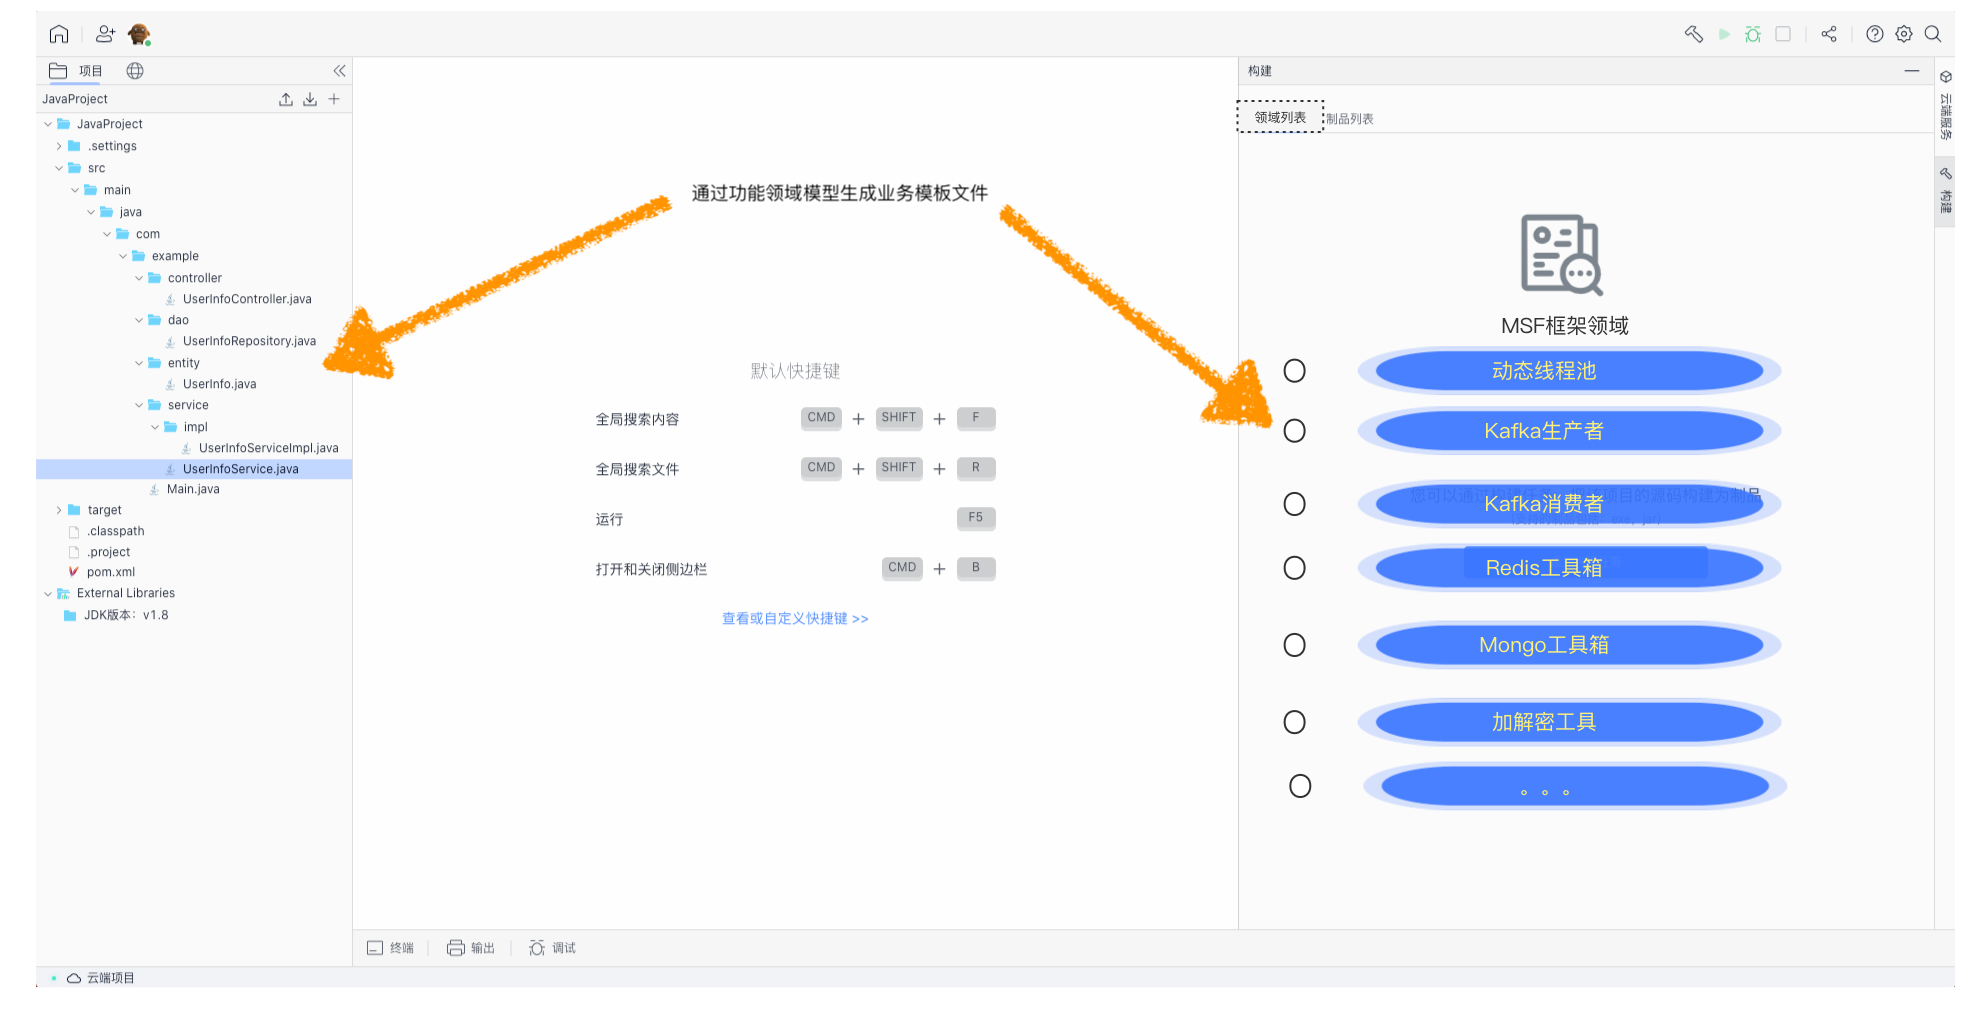 项目
构建
JavaProject
领域列表
制品列表
云端服务
构建
JavaProject
.settings
src
main
java
com
example
controller
UserInfoController.java
dao
UserInfoRepository.java
entity
UserInfo.java
service
impl
UserInfoServiceImpl.java
UserInfoService.java
Main.java
target
.classpath
.project
pom.xml
External Libraries
JDK版本：v1.8
通过功能领域模型生成业务模板文件
默认快捷键
全局搜索内容 CMD + SHIFT + F
全局搜索文件 CMD + SHIFT + R
运行 F5
打开和关闭侧边栏 CMD + B
查看或自定义快捷键 >>
MSF框架领域
动态线程池
Kafka生产者
Kafka消费者
Redis工具箱
Mongo工具箱
加解密工具
。。。
终端 输出 调试
云端项目